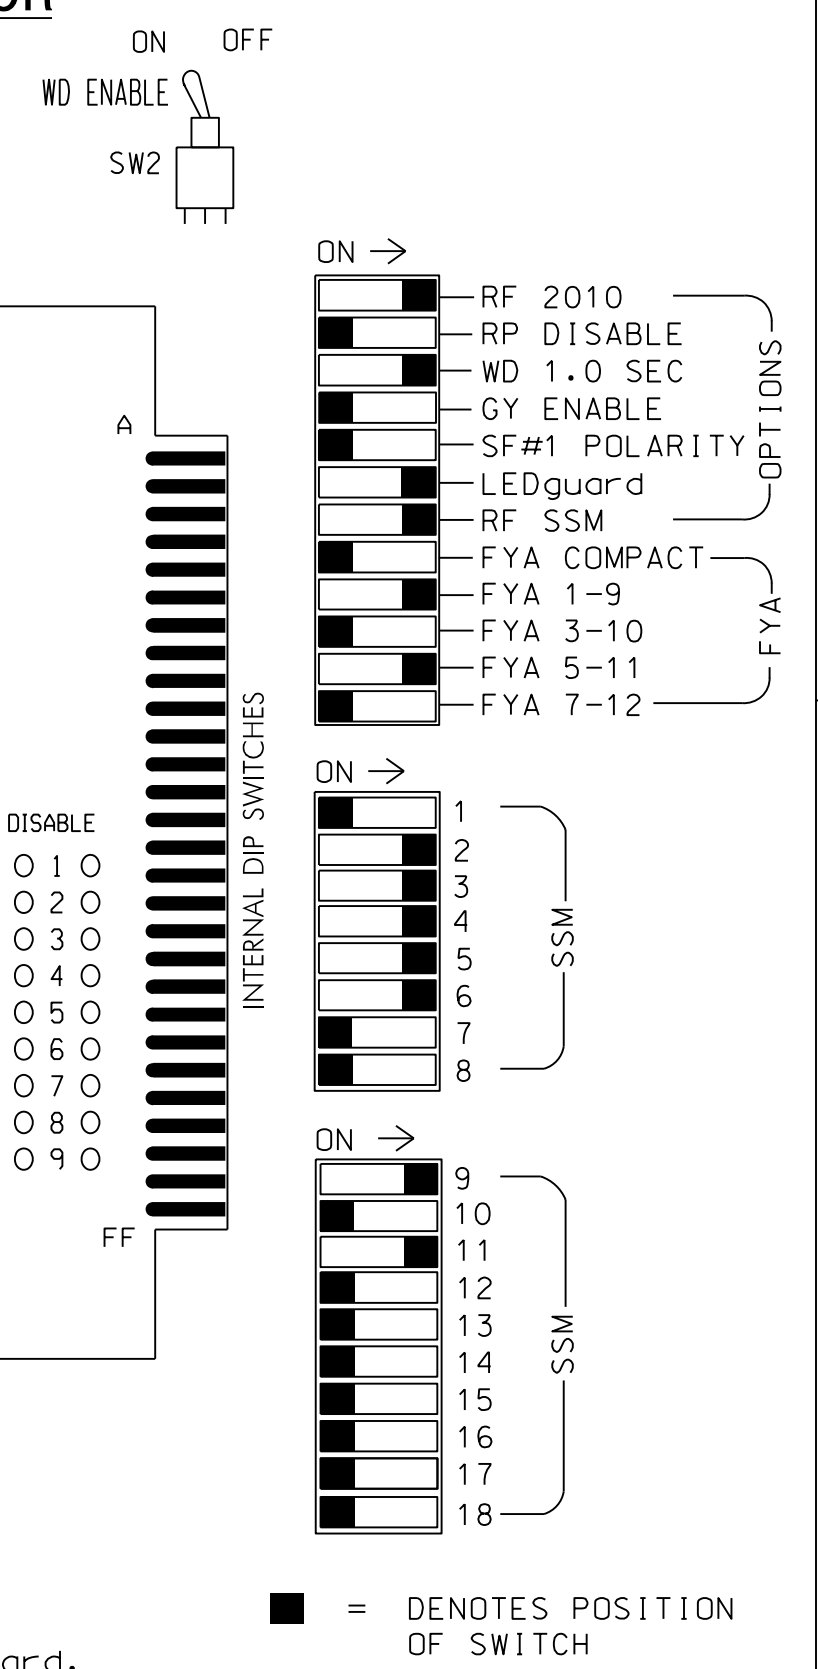 ON OFF
WD ENABLE
SW2
ON
RF 2010
RP DISABLE
WD 1.0 SEC
GY ENABLE
SF#1 POLARITY
LEDguard
RF SSM
OPTIONS
FYA COMPACT
FYA 1-9
FYA 3-10
FYA 5-11
FYA 7-12
FYA
A
FF
INTERNAL DIP SWITCHES
DISABLE
1
2
3
4
5
6
7
8
9
ON
1
2
3
4
5
6
7
8
SSM
ON
9
10
11
12
13
14
15
16
17
18
SSM
= DENOTES POSITION
OF SWITCH